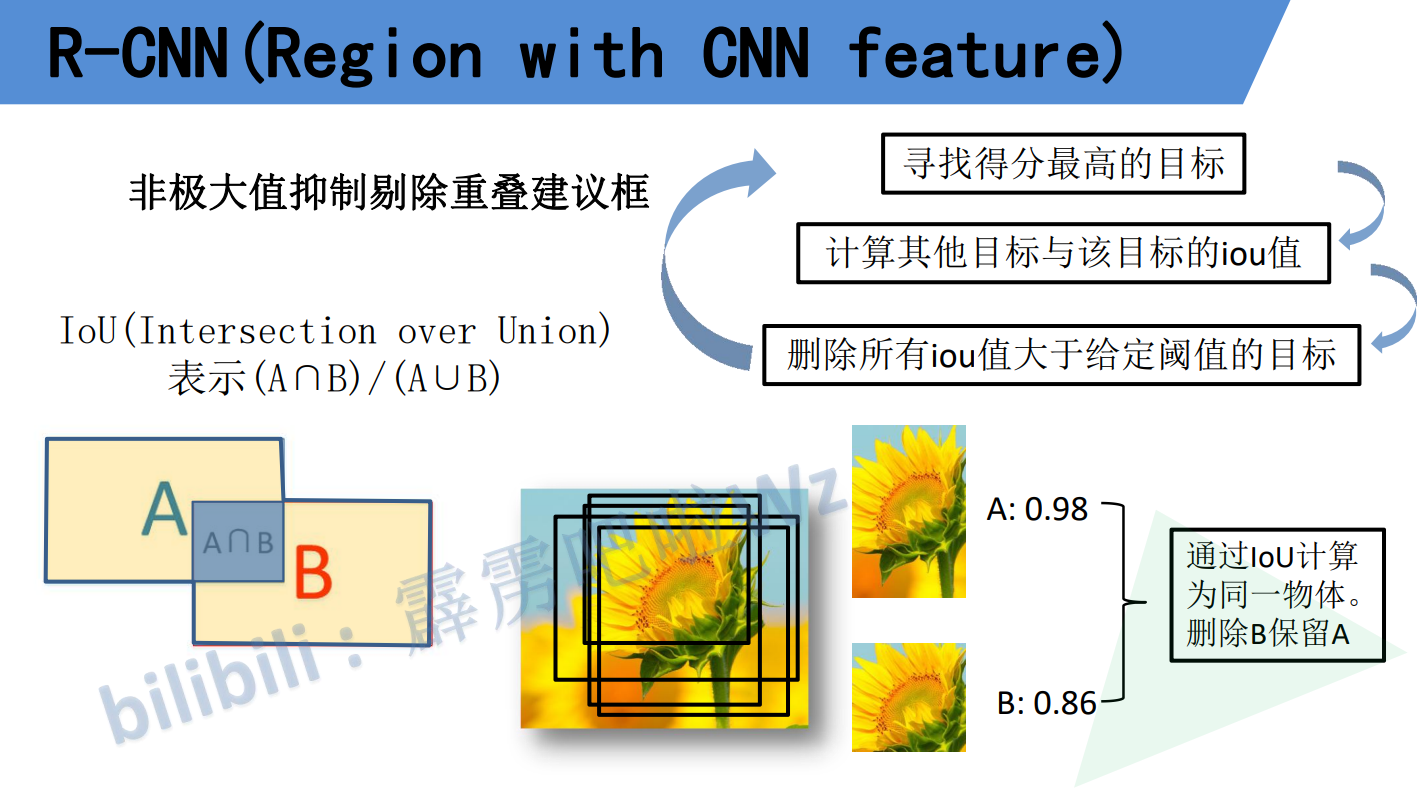 R-CNN(Region with CNN feature)
非极大值抑制剔除重叠建议框
寻找得分最高的目标
计算其他目标与该目标的iou值
删除所有iou值大于给定阈值的目标
IoU(Intersection over Union)
表示(A∩B)/(A∪B)
A
A∩B
B
A: 0.98
B: 0.86
通过IoU计算
为同一物体。
删除B保留A
bilibili：霹雳吧啦Wz